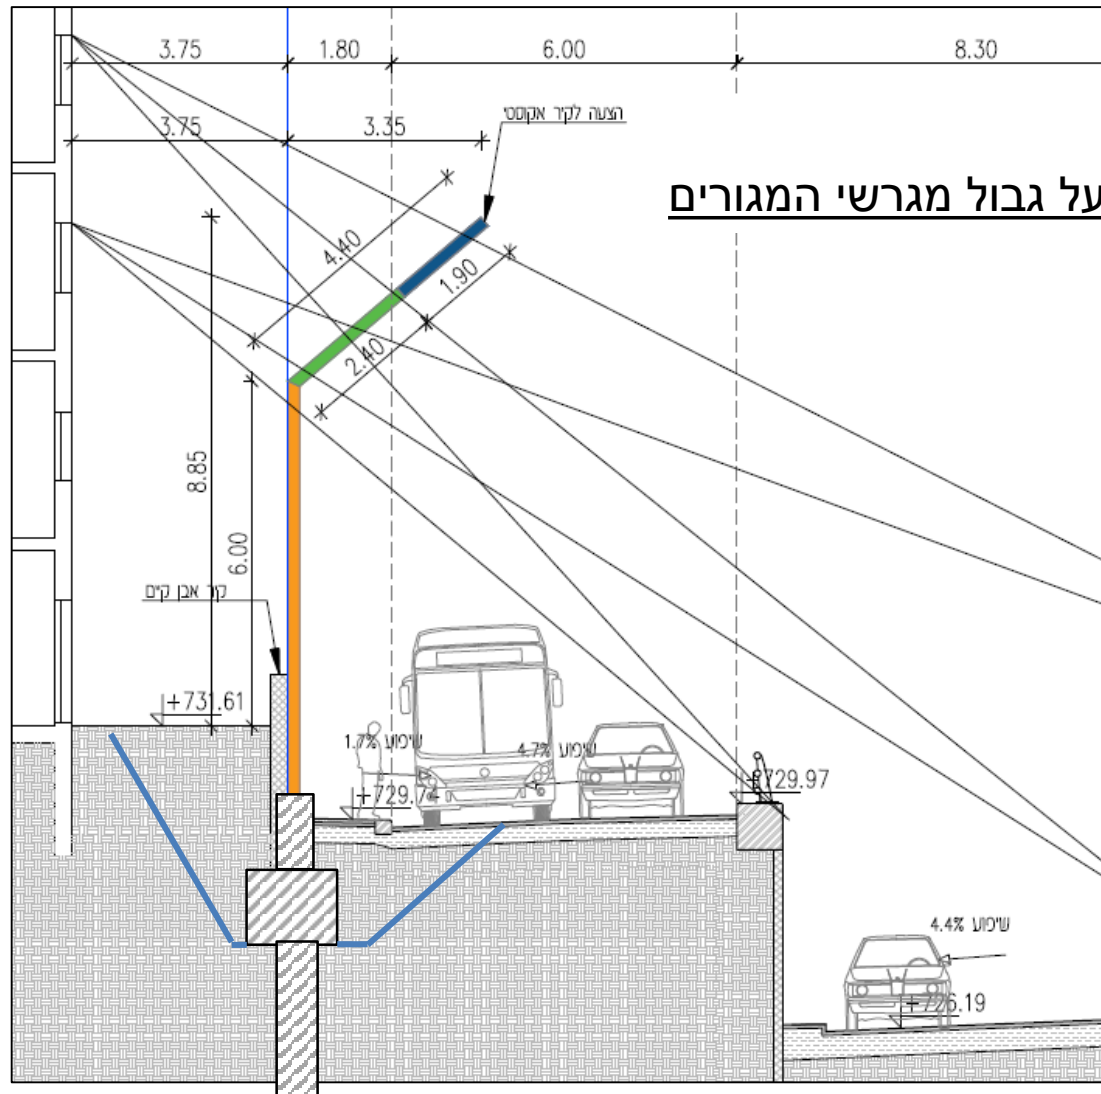 3.75 1.80 6.00 8.30
3.75 3.35
הצעה לקיר אקוסטי
על גבול מגרשי המגורים
4.40
1.90
2.40
8.85
6.00
קיר אבן קיים
+731.61
שיפוע 1.7%
שיפוע 4.7%
+729.74
+729.97
שיפוע 4.4%
+726.19